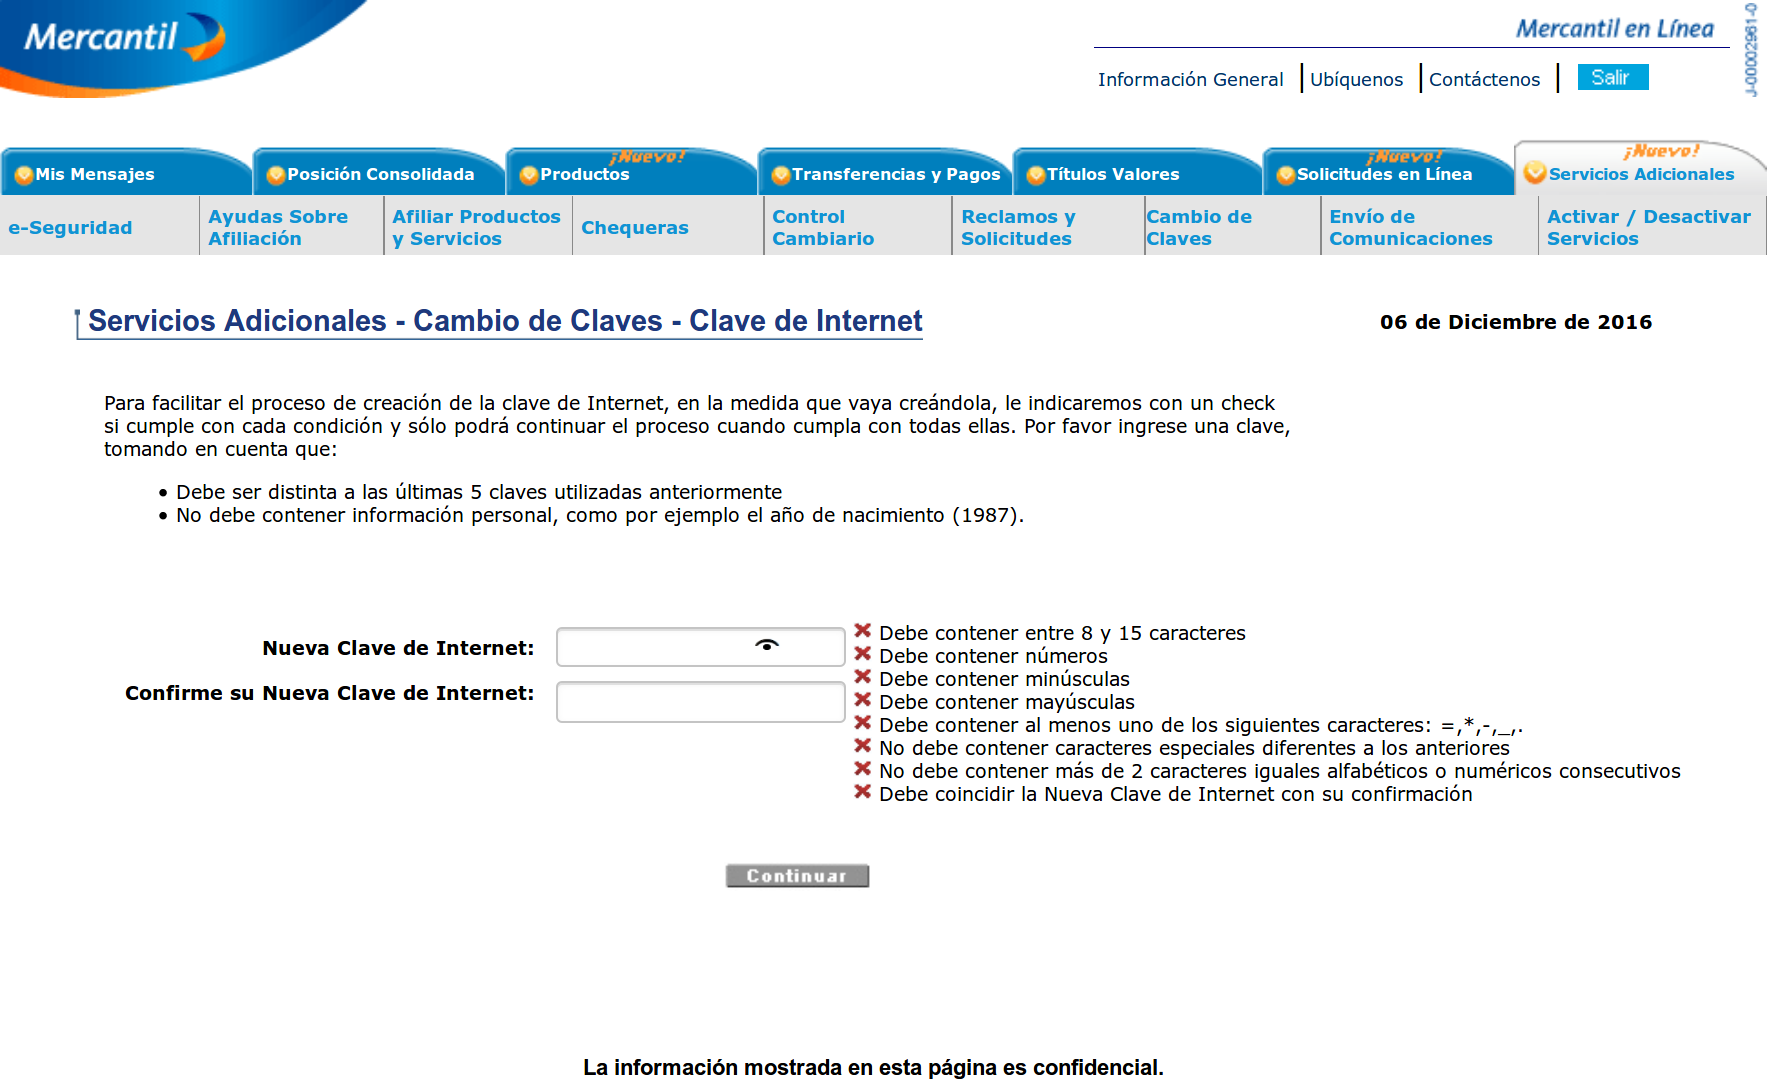 Mercantil
Mercantil en Línea
J-00002961-0
Información General
Ubíquenos
Contáctenos
Salir
Mis Mensajes
Posición Consolidada
¡Nuevo!
Productos
Transferencias y Pagos
Títulos Valores
¡Nuevo!
Solicitudes en Línea
¡Nuevo!
Servicios Adicionales
e-Seguridad
Ayudas Sobre
Afiliación
Afiliar Productos
y Servicios
Chequeras
Control
Cambiario
Reclamos y
Solicitudes
Cambio de
Claves
Envío de
Comunicaciones
Activar / Desactivar
Servicios
Servicios Adicionales - Cambio de Claves - Clave de Internet
06 de Diciembre de 2016
Para facilitar el proceso de creación de la clave de Internet, en la medida que vaya creándola, le indicaremos con un check
si cumple con cada condición y sólo podrá continuar el proceso cuando cumpla con todas ellas. Por favor ingrese una clave,
tomando en cuenta que:
• Debe ser distinta a las últimas 5 claves utilizadas anteriormente
• No debe contener información personal, como por ejemplo el año de nacimiento (1987).
Nueva Clave de Internet:
Confirme su Nueva Clave de Internet:
Debe contener entre 8 y 15 caracteres
Debe contener números
Debe contener minúsculas
Debe contener mayúsculas
Debe contener al menos uno de los siguientes caracteres: =,*,-,_,.
No debe contener caracteres especiales diferentes a los anteriores
No debe contener más de 2 caracteres iguales alfabéticos o numéricos consecutivos
Debe coincidir la Nueva Clave de Internet con su confirmación
Continuar
La información mostrada en esta página es confidencial.